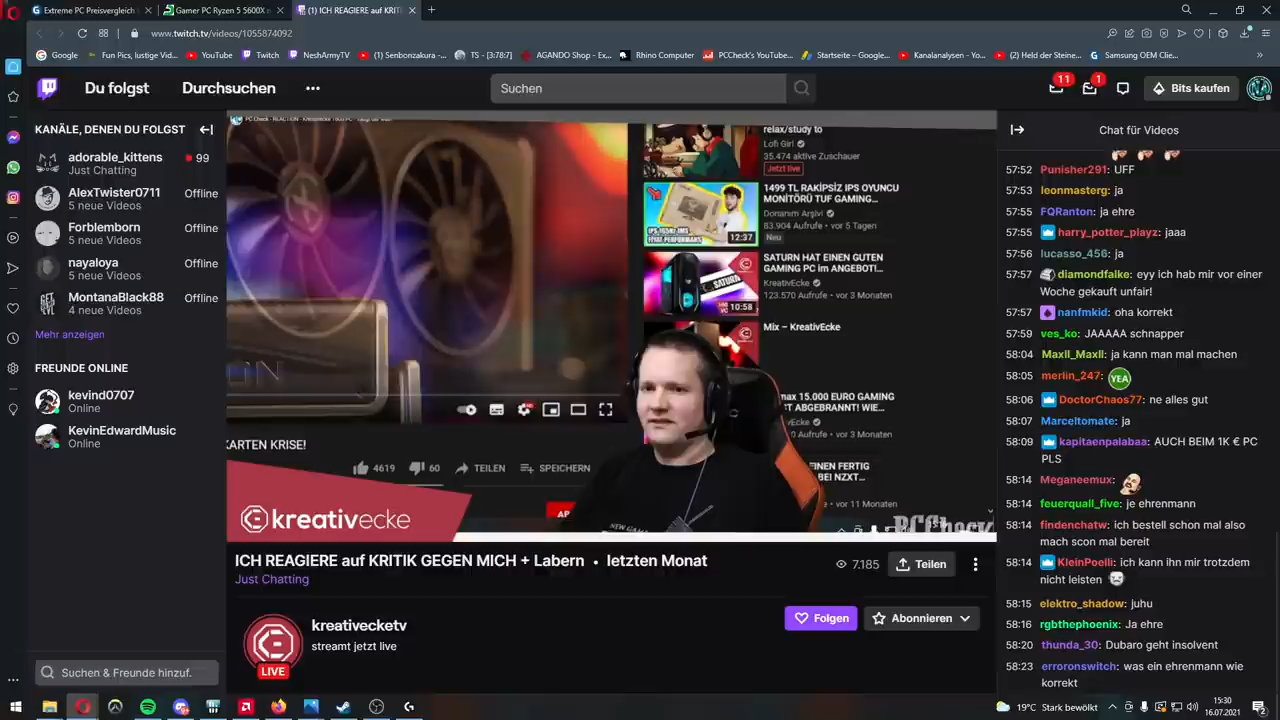 Extreme PC Preisvergleich
Gamer PC Ryzen 5 5600X
(1) ICH REAGIERE auf KRIT
www.twitch.tv/videos/1055874092
Google
Fun Pics, lustige Vid...
YouTube
Twitch
NeshArmyTV
(1) Senbonzakura -...
TS - [3:78:7]
AGANDO Shop - Ex...
Rhino Computer
PCCheck's YouTube...
Startseite – Google...
Kanalanalysen - Yo...
(2) Held der Steine...
Samsung OEM Clie...
Du folgst
Durchsuchen
Suchen
11
1
Bits kaufen
KANÄLE, DENEN DU FOLGST
adorable_kittens
99
Just Chatting
AlexTwister0711
Offline
5 neue Videos
Forblemborn
Offline
5 neue Videos
nayaloya
Offline
5 neue Videos
MontanaBlack88
Offline
4 neue Videos
Mehr anzeigen
FREUNDE ONLINE
kevind0707
Online
KevinEdwardMusic
Online
Suchen & Freunde hinzuf.
relax/study to
Lofi Girl
35.474 aktive Zuschauer
Jetzt live
1499 TL RAKİPSİZ IPS OYUNCU
MONİTÖRÜ TUF GAMING...
Donanım Arşivi
83.904 Aufrufe • vor 5 Tagen
Neu
12:37
SATURN HAT EINEN GUTEN
GAMING PC im ANGEBOT!...
KreativEcke
123.570 Aufrufe • vor 3 Monaten
SATURN
10:58
Mix – KreativEcke
max 15.000 EURO GAMING
T ABGEBRANNT! WIE...
0 Aufrufe • vor 3 Monaten
EINEN FERTIG
BEI NZXT...
vor 11 Monaten
KARTEN KRISE!
4619
60
TEILEN
SPEICHERN
kreativecke
PCCheck
ICH REAGIERE auf KRITIK GEGEN MICH + Labern • letzten Monat
Just Chatting
7.185
Teilen
kreativecketv
streamt jetzt live
LIVE
Folgen
Abonnieren
Chat für Videos
57:52 Punisher291: UFF
57:53 leonmasterg: ja
57:55 FQRanton: ja ehre
57:55 harry_potter_playz: jaaa
57:56 lucasso_456: ja
57:57 diamondfalke: eyy ich hab mir vor einer
Woche gekauft unfair!
57:57 nanfmkid: oha korrekt
57:59 ves_ko: JAAAAA schnapper
58:04 Maxll_Maxll: ja kann man mal machen
58:05 merlin_247: YEA
58:06 DoctorChaos77: ne alles gut
58:07 Marceltomate: ja
58:09 kapitaenpalabaa: AUCH BEIM 1K € PC
PLS
58:14 Meganeemux:
58:14 feuerquall_five: je ehrenmann
58:14 findenchatw: ich bestell schon mal also
mach scon mal bereit
58:14 KleinPoelli: ich kann ihn mir trotzdem
nicht leisten
58:15 elektro_shadow: juhu
58:16 rgbthephoenix: Ja ehre
58:20 thunda_30: Dubaro geht insolvent
58:23 erroronswitch: was ein ehrenmann wie
korrekt
19°C Stark bewölkt
15:30
16.07.2021